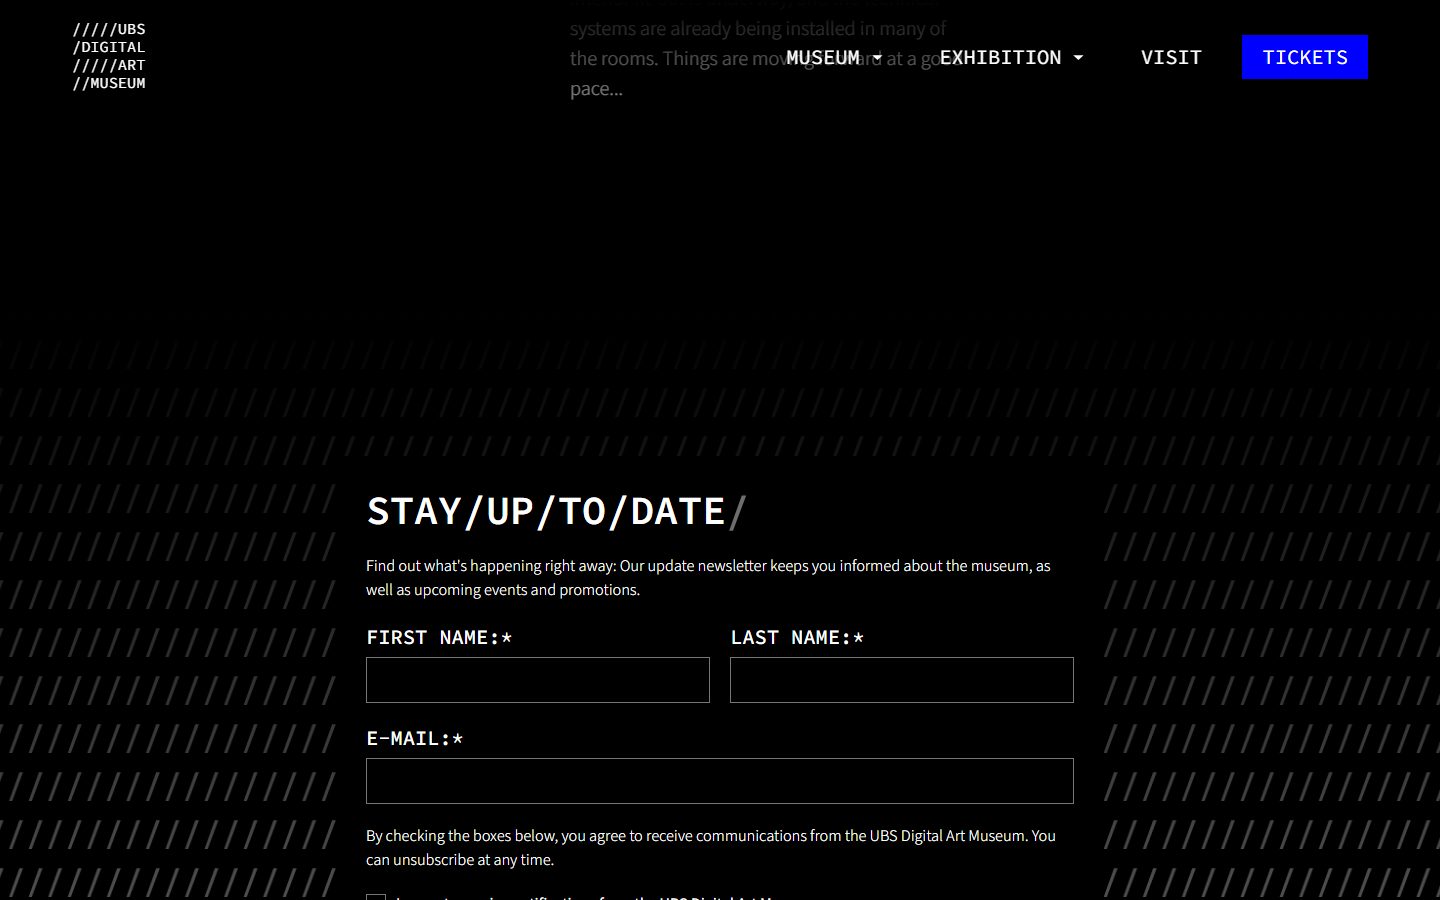 /////UBS
/DIGITAL
/////ART
//MUSEUM
systems are already being installed in many of
the rooms. Things are moving forward at a good
pace...
MUSEUM
EXHIBITION
VISIT
TICKETS
STAY/UP/TO/DATE/
Find out what's happening right away: Our update newsletter keeps you informed about the museum, as
well as upcoming events and promotions.
FIRST NAME:*
LAST NAME:*
E-MAIL:*
By checking the boxes below, you agree to receive communications from the UBS Digital Art Museum. You
can unsubscribe at any time.